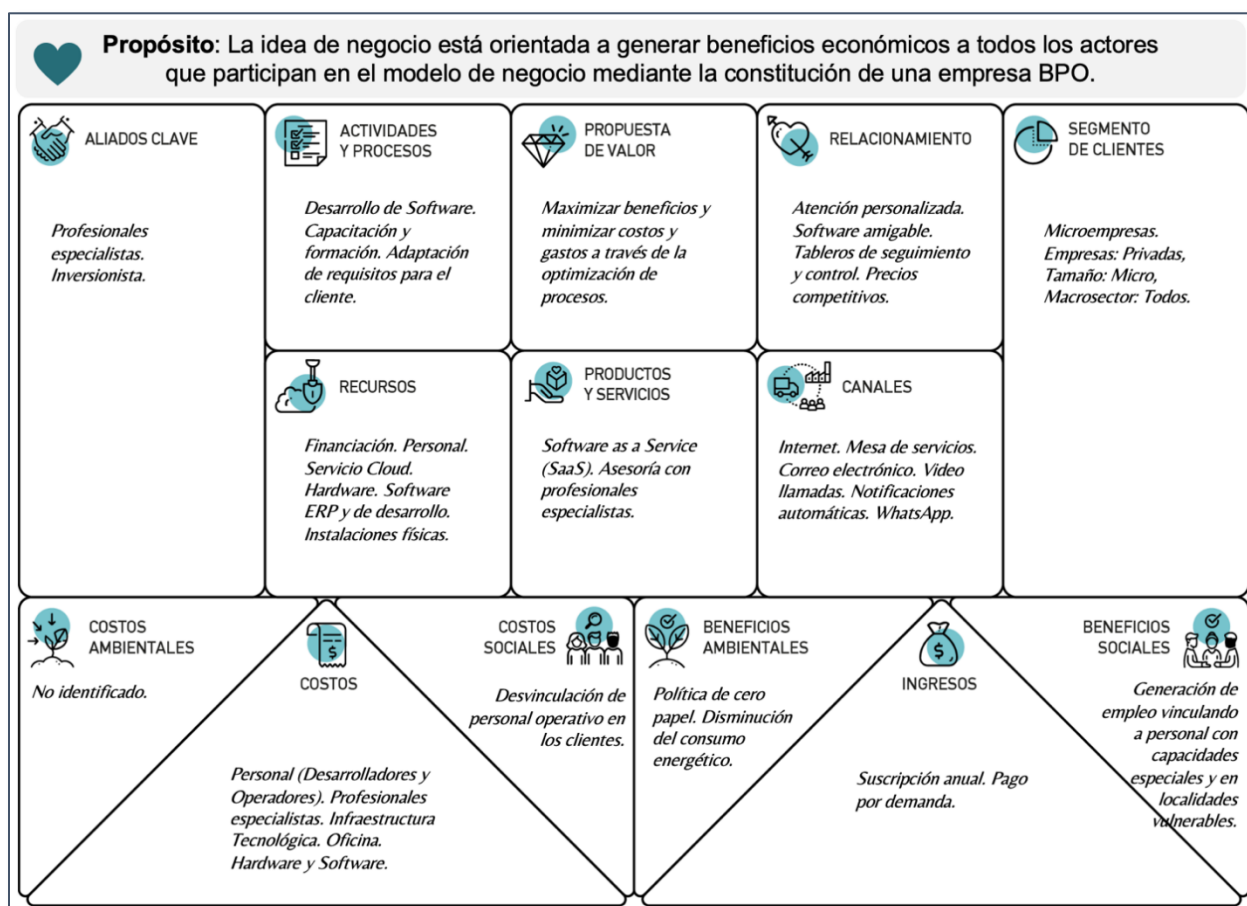 Propósito: La idea de negocio está orientada a generar beneficios económicos a todos los actores
que participan en el modelo de negocio mediante la constitución de una empresa BPO.
ALIADOS CLAVE
Profesionales
especialistas.
Inversionista.
ACTIVIDADES
Y PROCESOS
Desarrollo de Software.
Capacitación y
formación. Adaptación
de requisitos para el
cliente.
PROPUESTA
DE VALOR
Maximizar beneficios y
minimizar costos y
gastos a través de la
optimización de
procesos.
RELACIONAMIENTO
Atención personalizada.
Software amigable.
Tableros de seguimiento
y control. Precios
competitivos.
SEGMENTO
DE CLIENTES
Microempresas.
Empresas: Privadas,
Tamaño: Micro,
Macrosector: Todos.
RECURSOS
Financiación. Personal.
Servicio Cloud.
Hardware. Software
ERP y de desarrollo.
Instalaciones físicas.
PRODUCTOS
Y SERVICIOS
Software as a Service
(SaaS). Asesoría con
profesionales
especialistas.
CANALES
Internet. Mesa de servicios.
Correo electrónico. Video
llamadas. Notificaciones
automáticas. WhatsApp.
COSTOS
AMBIENTALES
No identificado.
$
COSTOS
Personal (Desarrolladores y
Operadores). Profesionales
especialistas. Infraestructura
Tecnológica. Oficina.
Hardware y Software.
COSTOS
SOCIALES
Desvinculación de
personal operativo en
los clientes.
BENEFICIOS
AMBIENTALES
Política de cero
papel. Disminución
del consumo
energético.
$
INGRESOS
Suscripción anual. Pago
por demanda.
BENEFICIOS
SOCIALES
Generación de
empleo vinculando
a personal con
capacidades
especiales y en
localidades
vulnerables.